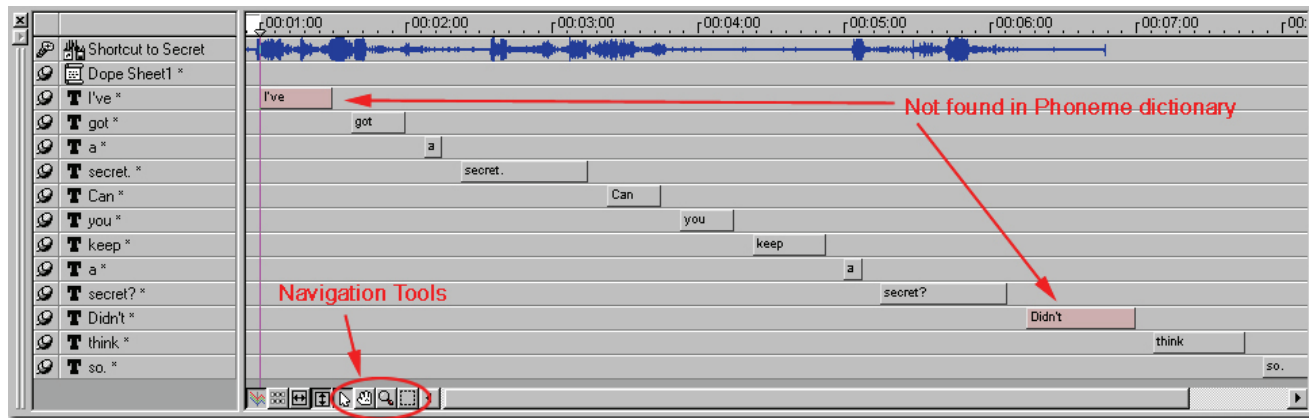 00:01:00 00:02:00 00:03:00 00:04:00 00:05:00 00:06:00 00:07:00 00:
Shortcut to Secret
Dope Sheet1 *
T I've * I've
Not found in Phoneme dictionary
T got * got
T a * a
T secret. * secret.
T Can * Can
T you * you
T keep * keep
T a * a
T secret? * secret?
Navigation Tools
T Didn't * Didn't
T think * think
T so. * so.